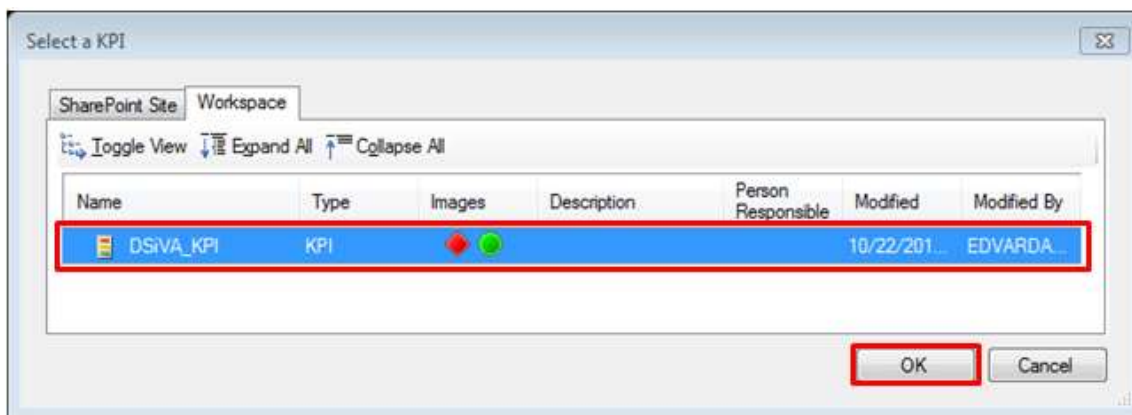 Select a KPI
SharePoint Site Workspace
Toggle View Expand All Collapse All
Name Type Images Description Person Responsible Modified Modified By
DSiVA_KPI KPI 10/22/201... EDVARDA...
OK Cancel